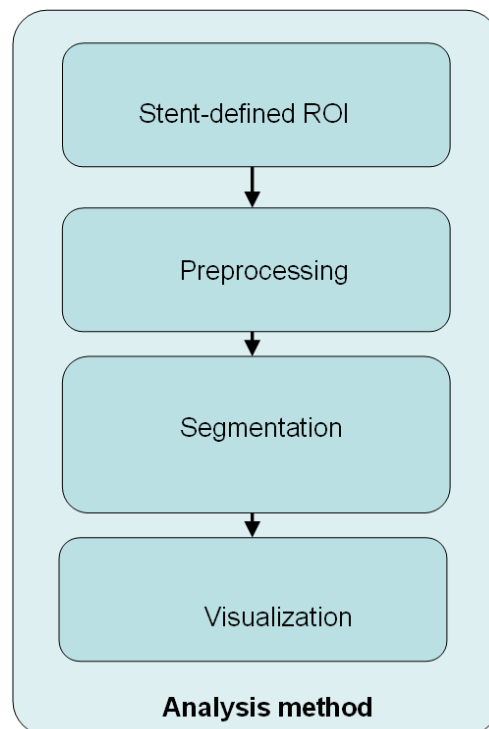 Stent-defined ROI
Preprocessing
Segmentation
Visualization
Analysis method